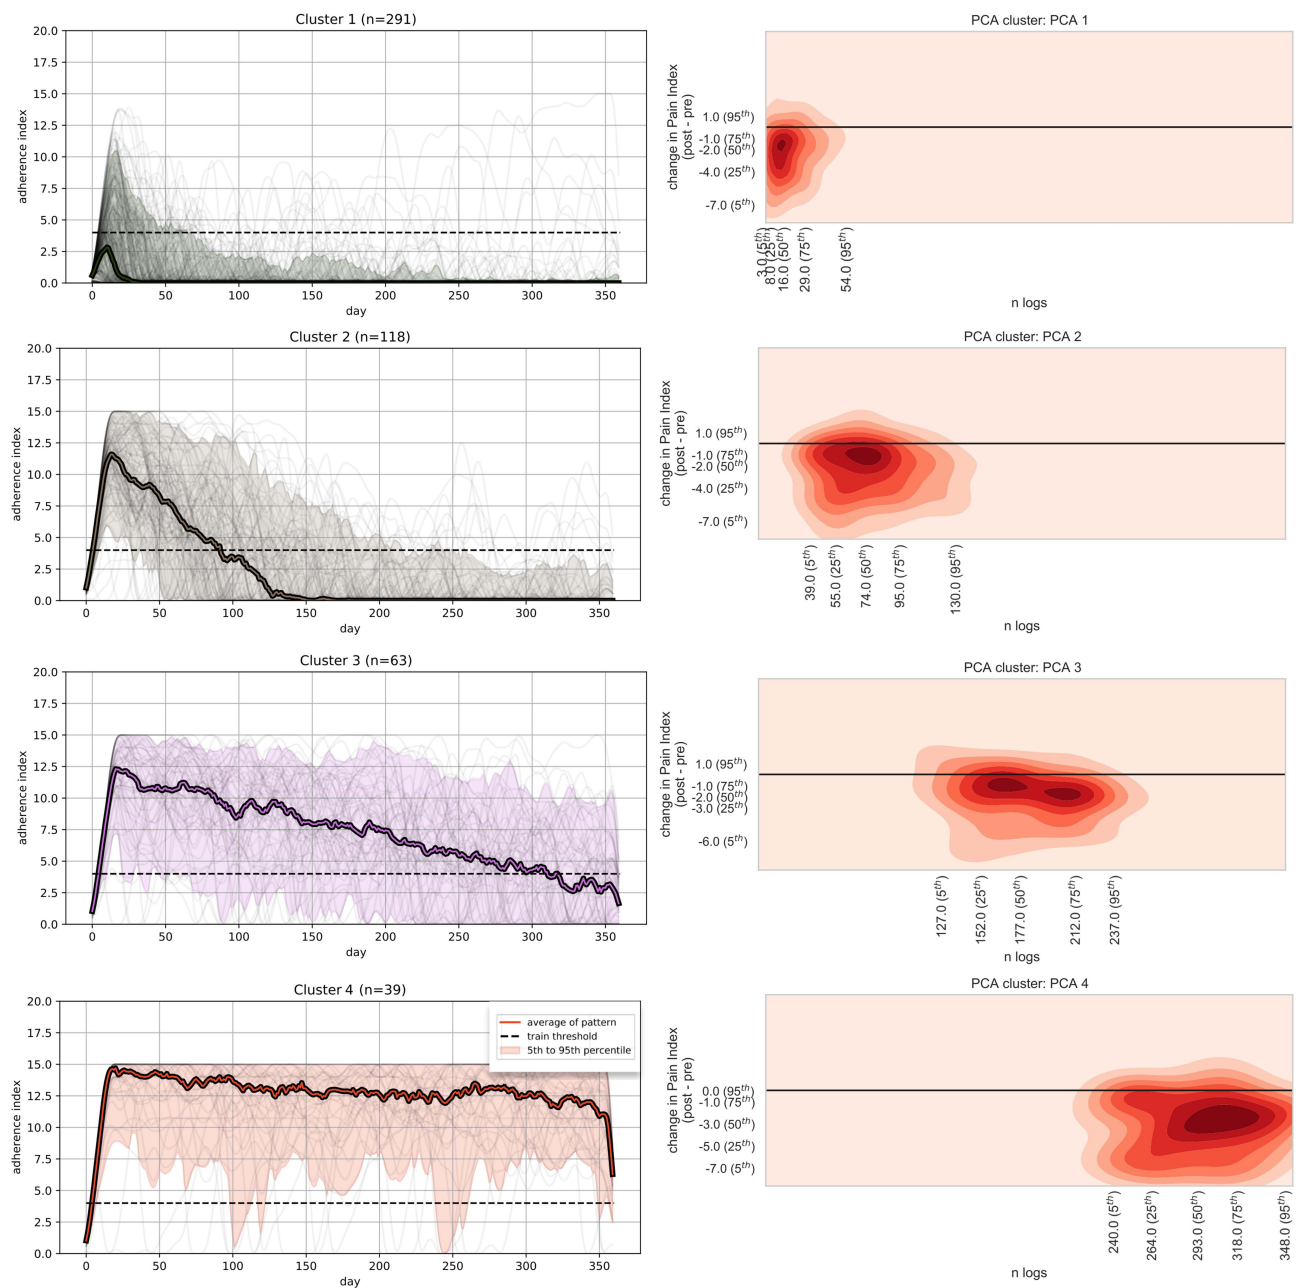 Cluster 1 (n=291)
20.0
17.5
15.0
12.5
10.0
7.5
5.0
2.5
0.0
adherence index
0 50 100 150 200 250 300 350
day
PCA cluster: PCA 1
change in Pain Index
(post - pre)
1.0 (95th)
-1.0 (75th)
-2.0 (50th)
-4.0 (25th)
-7.0 (5th)
3.0 (5th)
8.0 (25th)
16.0 (50th)
29.0 (75th)
54.0 (95th)
n logs
Cluster 2 (n=118)
20.0
17.5
15.0
12.5
10.0
7.5
5.0
2.5
0.0
adherence index
0 50 100 150 200 250 300 350
day
PCA cluster: PCA 2
change in Pain Index
(post - pre)
1.0 (95th)
-1.0 (75th)
-2.0 (50th)
-4.0 (25th)
-7.0 (5th)
39.0 (5th)
55.0 (25th)
74.0 (50th)
95.0 (75th)
130.0 (95th)
n logs
Cluster 3 (n=63)
20.0
17.5
15.0
12.5
10.0
7.5
5.0
2.5
0.0
adherence index
0 50 100 150 200 250 300 350
day
PCA cluster: PCA 3
change in Pain Index
(post - pre)
1.0 (95th)
-1.0 (75th)
-2.0 (50th)
-3.0 (25th)
-6.0 (5th)
127.0 (5th)
152.0 (25th)
177.0 (50th)
212.0 (75th)
237.0 (95th)
n logs
Cluster 4 (n=39)
20.0
17.5
15.0
12.5
10.0
7.5
5.0
2.5
0.0
adherence index
average of pattern
train threshold
5th to 95th percentile
0 50 100 150 200 250 300 350
day
PCA cluster: PCA 4
change in Pain Index
(post - pre)
0.0 (95th)
-1.0 (75th)
-3.0 (50th)
-5.0 (25th)
-7.0 (5th)
240.0 (5th)
264.0 (25th)
293.0 (50th)
318.0 (75th)
348.0 (95th)
n logs